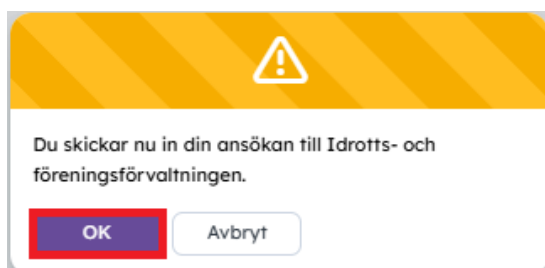 Du skickar nu in din ansökan till Idrotts- och
föreningsförvaltningen.
OK
Avbryt